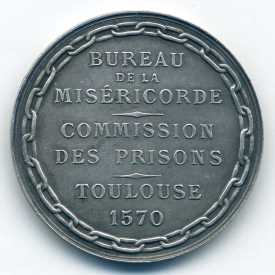 BUREAU
DE LA
MISÉRICORDE
COMMISSION
DES PRISONS
TOULOUSE
1570